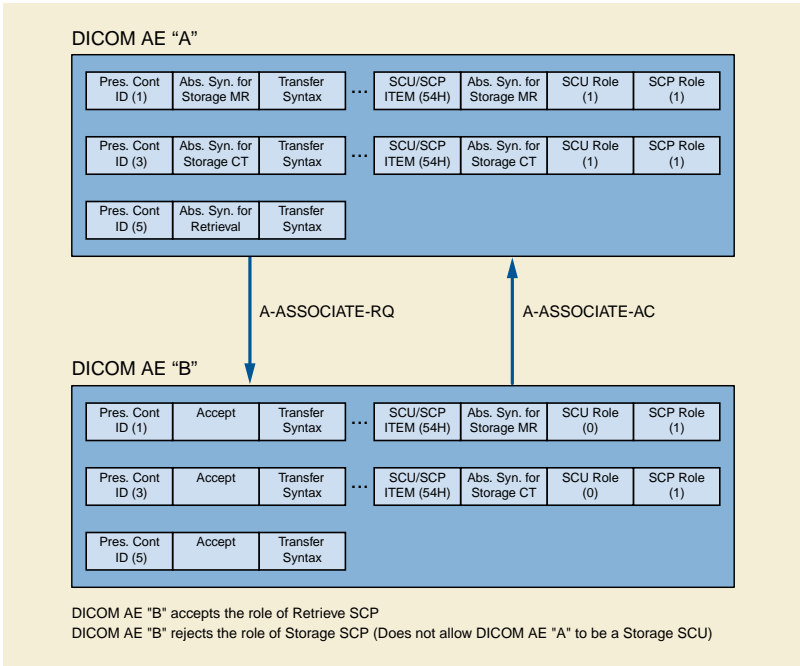 DICOM AE “A”
Pres. Cont ID (1)
Abs. Syn. for Storage MR
Transfer Syntax
...
SCU/SCP ITEM (54H)
Abs. Syn. for Storage MR
SCU Role (1)
SCP Role (1)
Pres. Cont ID (3)
Abs. Syn. for Storage CT
Transfer Syntax
...
SCU/SCP ITEM (54H)
Abs. Syn. for Storage CT
SCU Role (1)
SCP Role (1)
Pres. Cont ID (5)
Abs. Syn. for Retrieval
Transfer Syntax
A-ASSOCIATE-RQ
A-ASSOCIATE-AC
DICOM AE “B”
Pres. Cont ID (1)
Accept
Transfer Syntax
...
SCU/SCP ITEM (54H)
Abs. Syn. for Storage MR
SCU Role (0)
SCP Role (1)
Pres. Cont ID (3)
Accept
Transfer Syntax
...
SCU/SCP ITEM (54H)
Abs. Syn. for Storage CT
SCU Role (0)
SCP Role (1)
Pres. Cont ID (5)
Accept
Transfer Syntax
DICOM AE "B" accepts the role of Retrieve SCP
DICOM AE "B" rejects the role of Storage SCP (Does not allow DICOM AE "A" to be a Storage SCU)